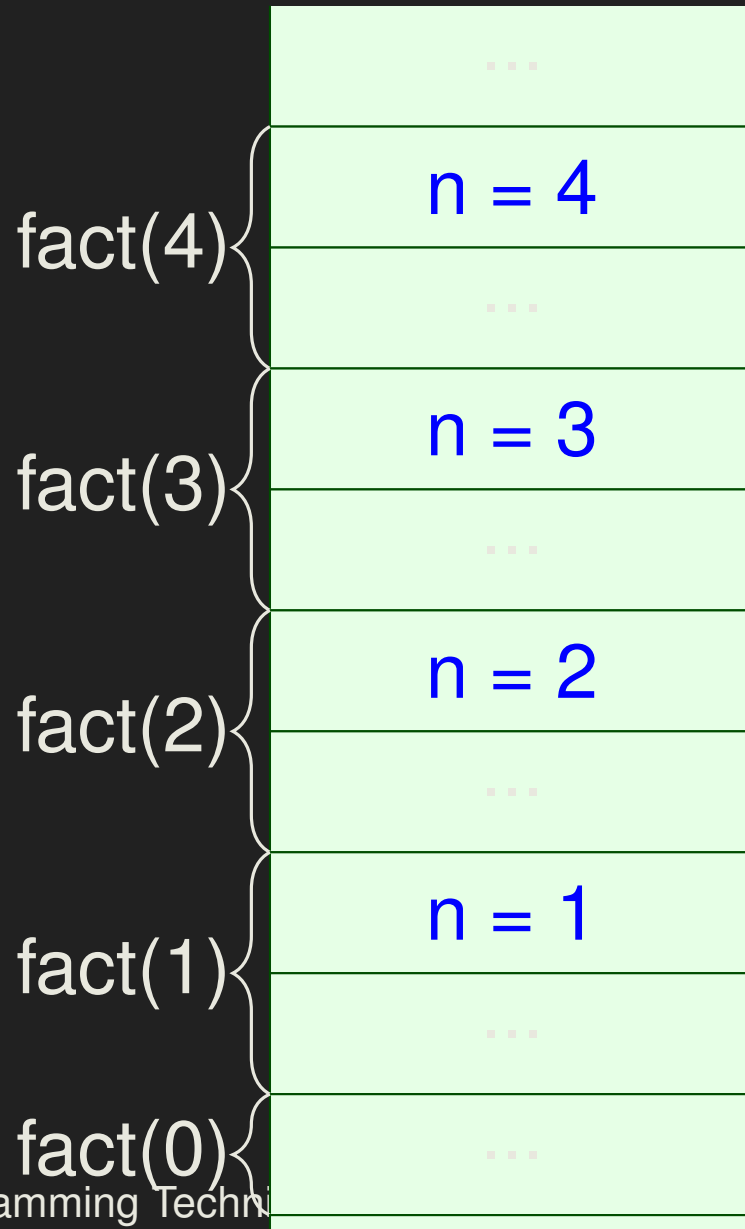 ...
n = 4
fact(4)
...
n = 3
fact(3)
...
n = 2
fact(2)
...
n = 1
fact(1)
...
fact(0) ...